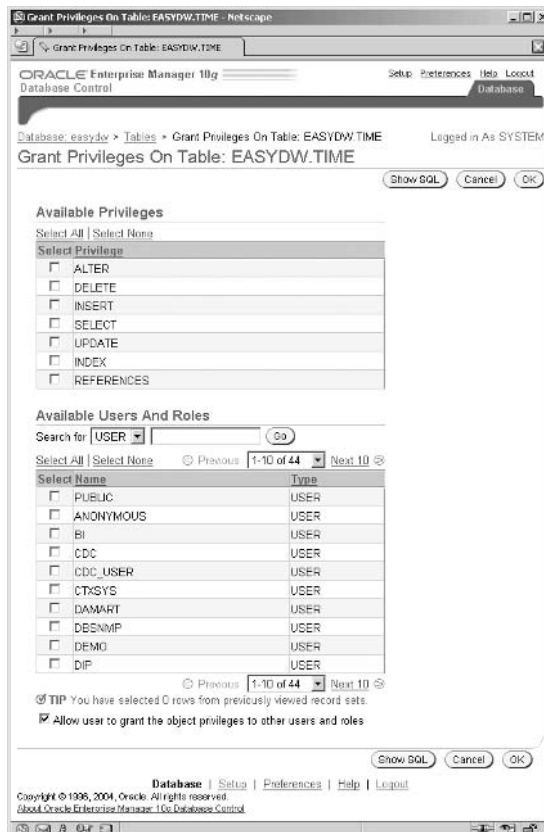 Grant Privileges On Table: EASYDW.TIME - Netscape
Grant Privileges On Table: EASYDW.TIME
ORACLE Enterprise Manager 10g
Database Control
Setup Preferences Help Logout
Database
Database: easydw > Tables > Grant Privileges On Table: EASYDW.TIME
Logged in As SYSTEM
Grant Privileges On Table: EASYDW.TIME
Show SQL Cancel OK
Available Privileges
Select All | Select None
Select Privilege
ALTER
DELETE
INSERT
SELECT
UPDATE
INDEX
REFERENCES
Available Users And Roles
Search for USER Go
Select All | Select None Previous 1-10 of 44 Next 10
Select Name Type
PUBLIC USER
ANONYMOUS USER
BI USER
CDC USER
CDC_USER USER
CTXSYS USER
DAMART USER
DBSNMP USER
DEMO USER
DIP USER
Previous 1-10 of 44 Next 10
TIP You have selected 0 rows from previously viewed record sets.
Allow user to grant the object privileges to other users and roles
Show SQL Cancel OK
Database | Setup | Preferences | Help | Logout
Copyright © 1996, 2004, Oracle. All rights reserved.
About Oracle Enterprise Manager 10g Database Control